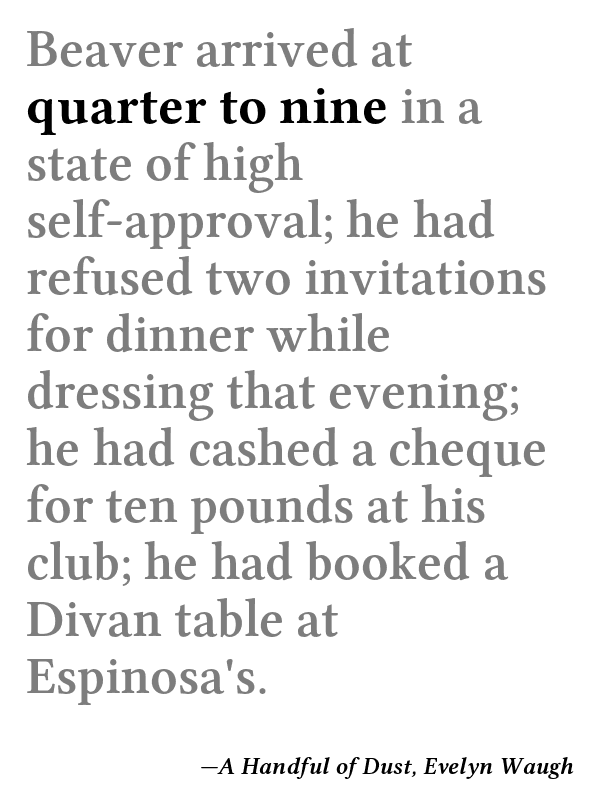 Beaver arrived at
quarter to nine in a
state of high
self-approval; he had
refused two invitations
for dinner while
dressing that evening;
he had cashed a cheque
for ten pounds at his
club; he had booked a
Divan table at
Espinosa's.
—A Handful of Dust, Evelyn Waugh